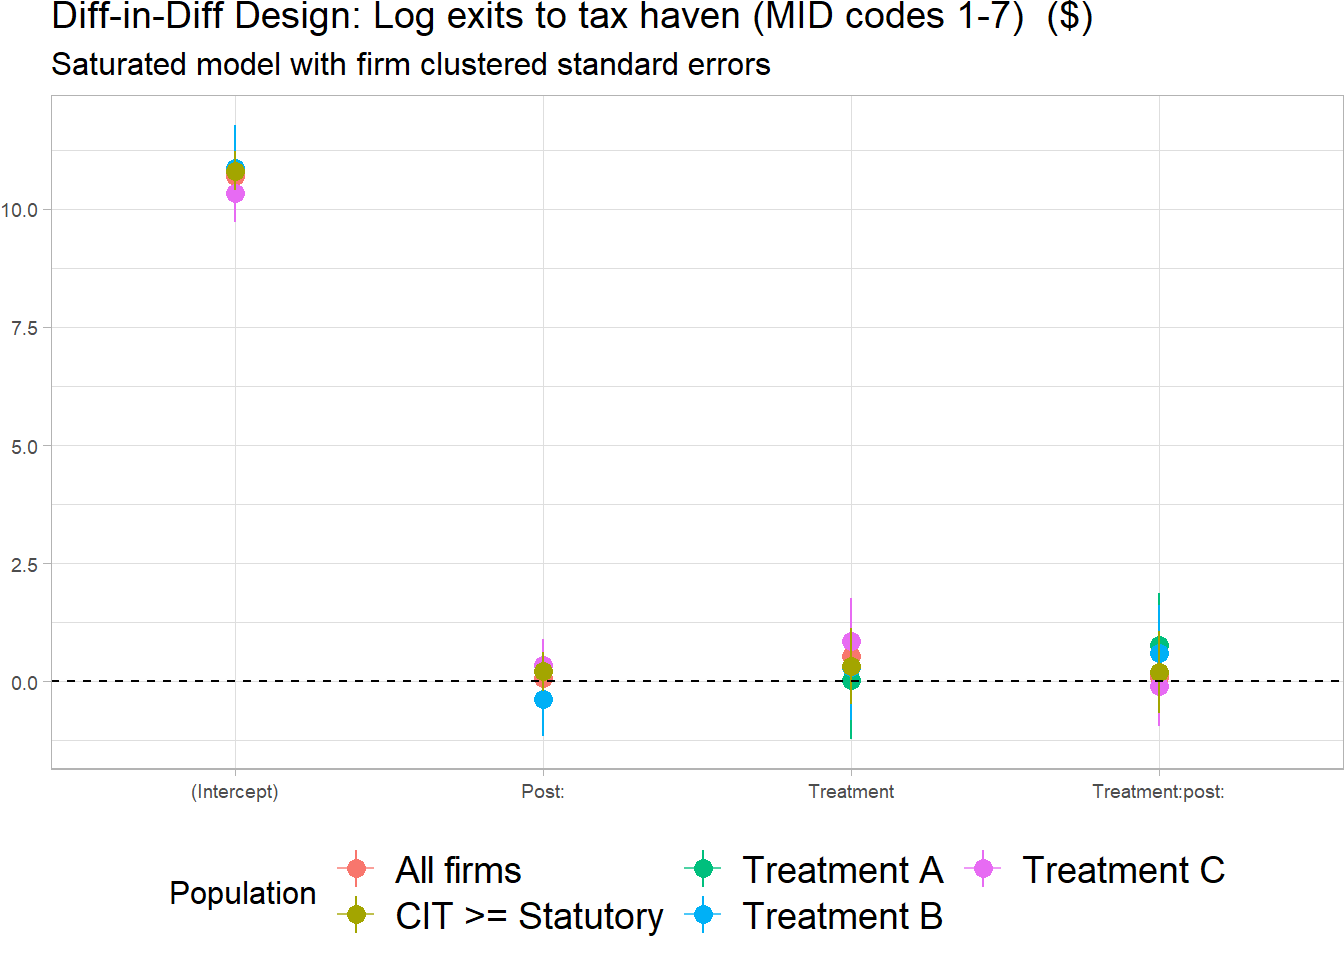 Diff-in-Diff Design: Log exits to tax haven (MID codes 1-7)  ($)
Saturated model with firm clustered standard errors
10.0
7.5
5.0
2.5
0.0
(Intercept)
Post:
Treatment
Treatment:post:
Population
All firms
CIT >= Statutory
Treatment A
Treatment B
Treatment C